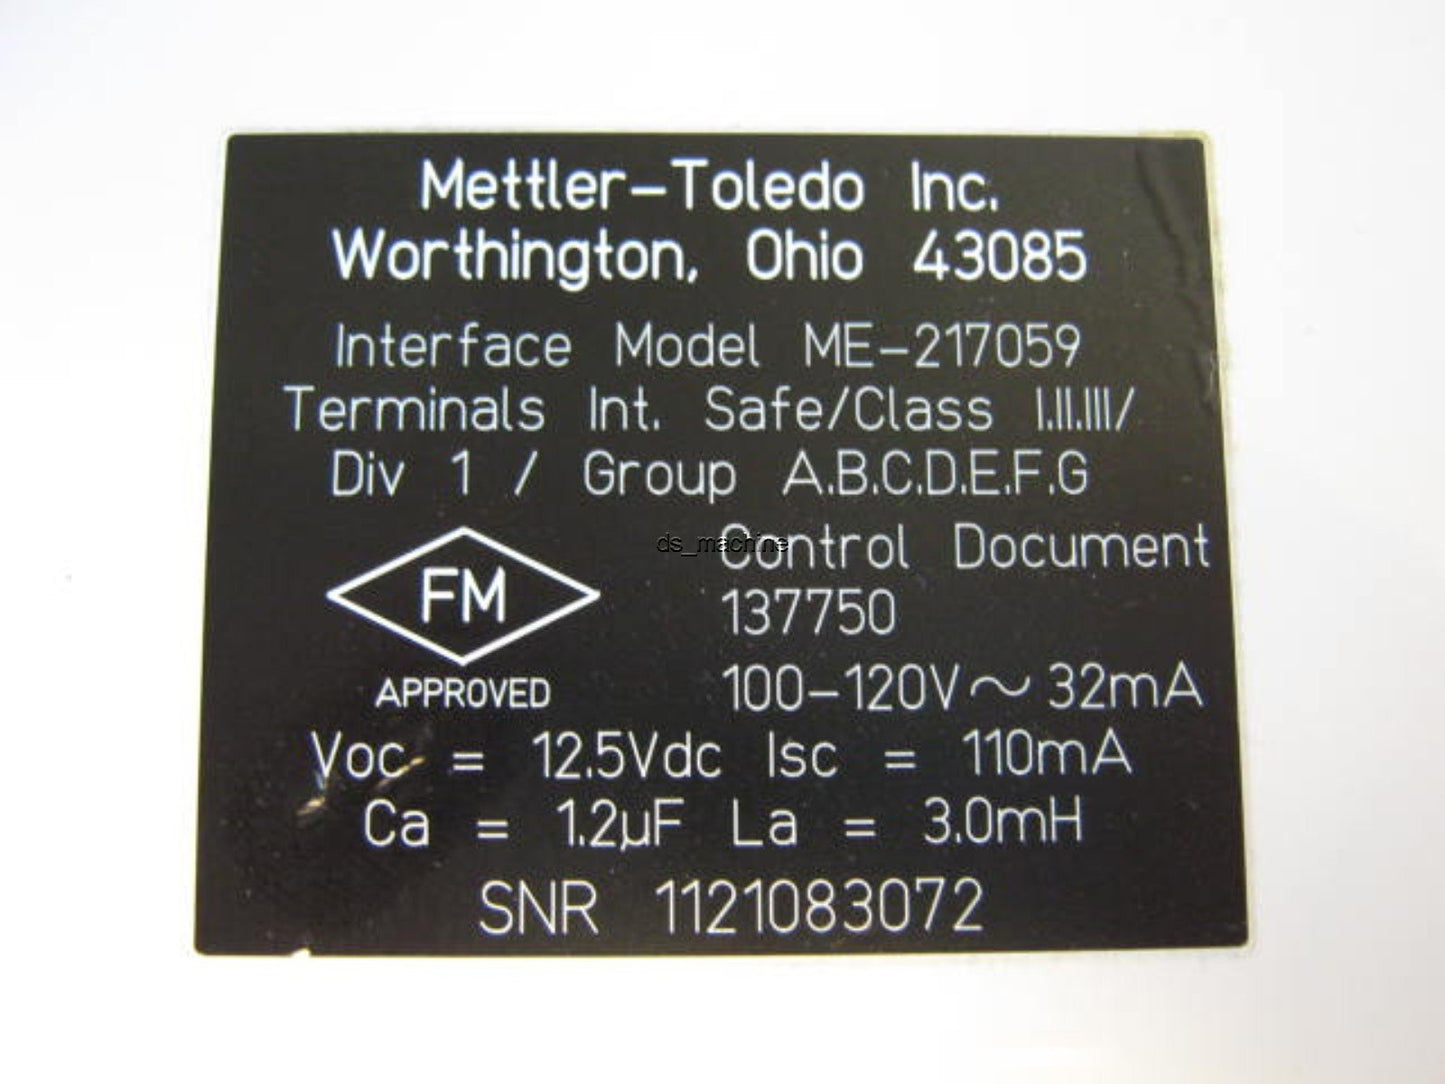 Mettler-Toledo Inc.
Worthington, Ohio 43085
Interface Model ME-217059
Terminals Int. Safe/Class I.II.III/
Div 1 / Group A.B.C.D.E.F.G
FM
APPROVED
ds_machine
Control Document
137750
100-120V~32mA
Voc = 12.5Vdc Isc = 110mA
Ca = 1.2µF La = 3.0mH
SNR 1121083072